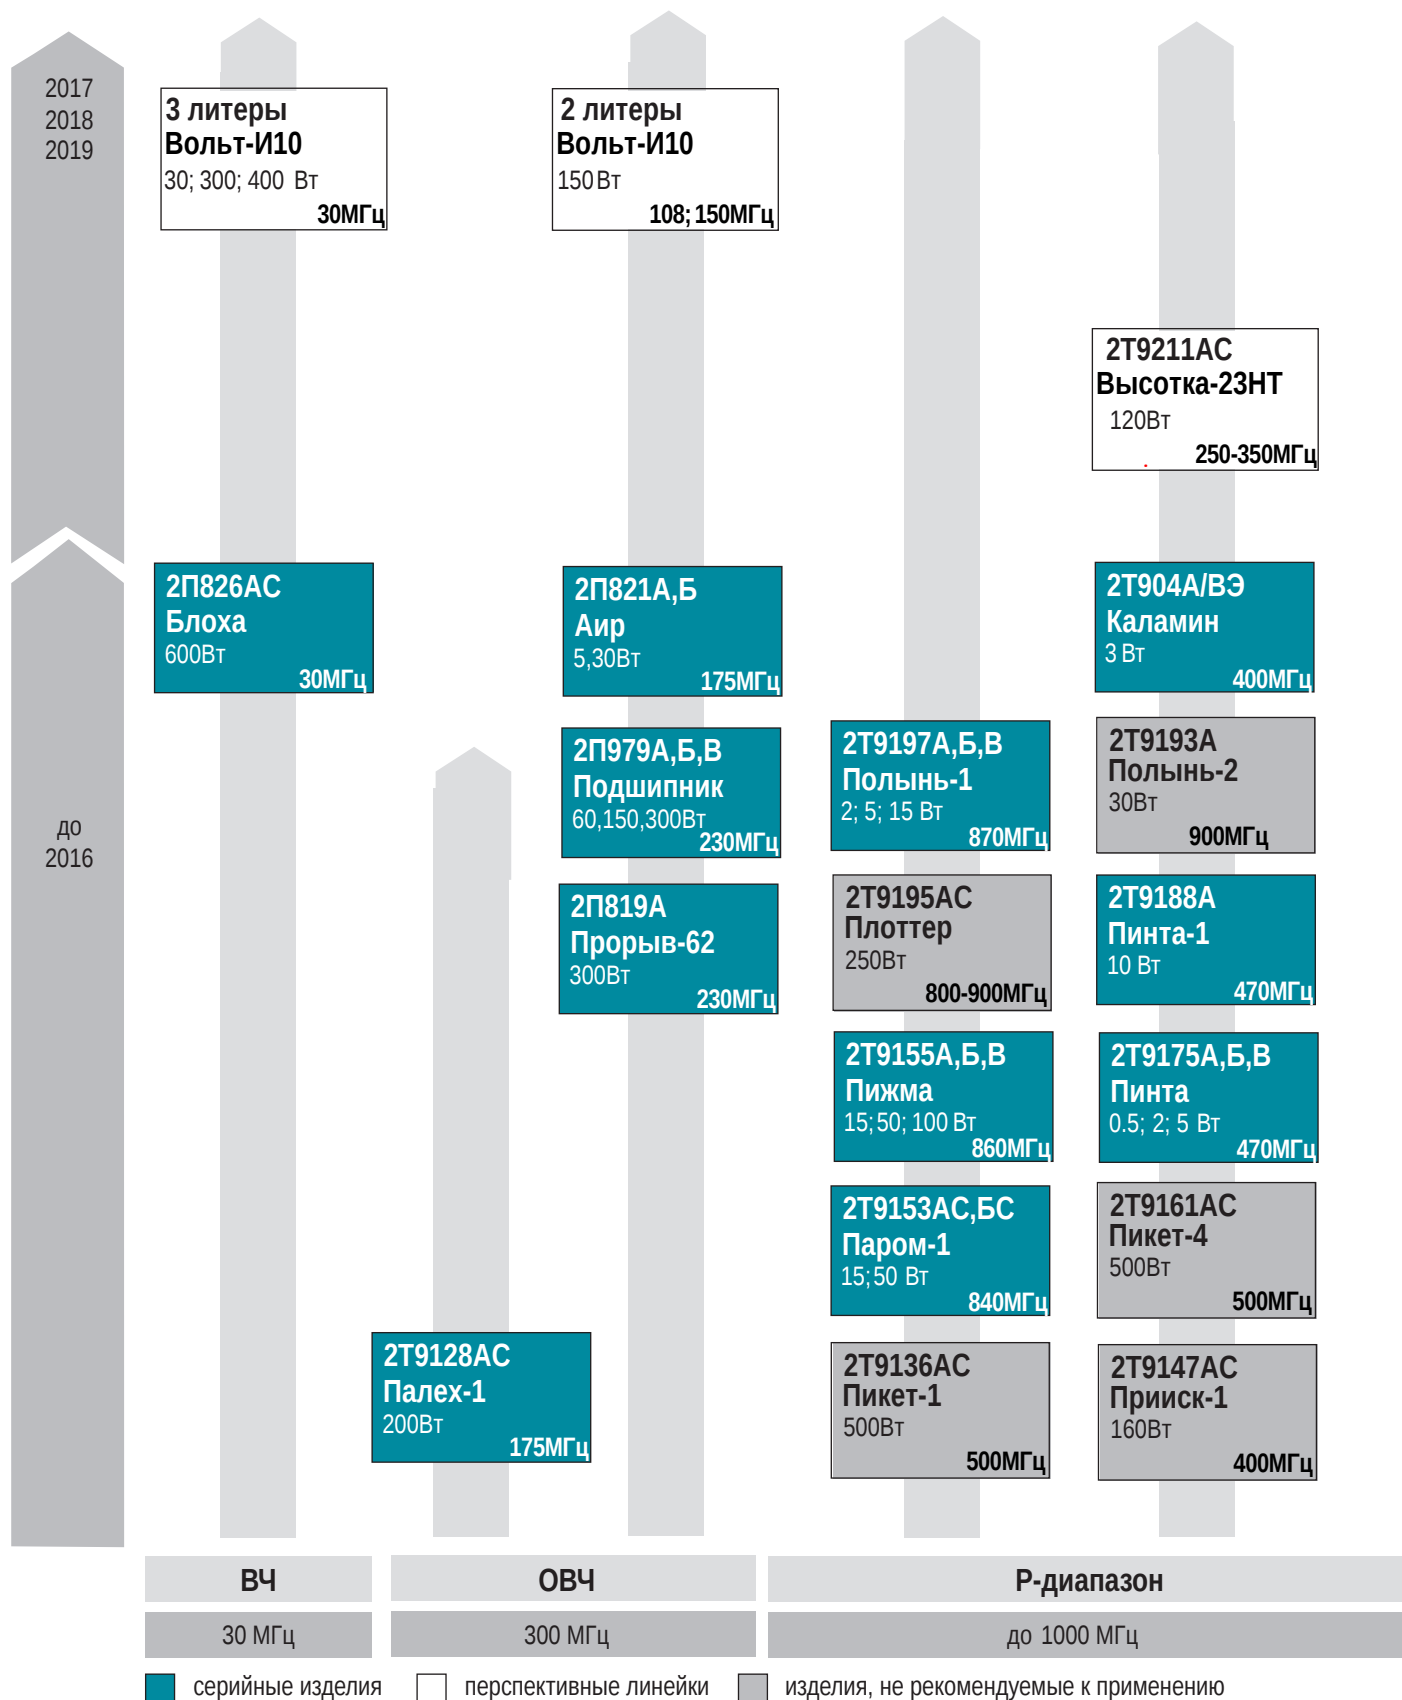 2017
2018
2019
3 литеры
Вольт-И10
30; 300; 400 Вт
30МГц
2 литеры
Вольт-И10
150 Вт
108; 150МГц
2Т9211АС
Высотка-23НТ
120Вт
250-350МГц
до
2016
2П826АС
Блоха
600Вт
30МГц
2П821А,Б
Аир
5,30Вт
175МГц
2Т904А/ВЭ
Каламин
3 Вт
400МГц
2П979А,Б,В
Подшипник
60,150,300Вт
230МГц
2Т9197А,Б,В
Полынь-1
2; 5; 15 Вт
870МГц
2Т9193А
Полынь-2
30Вт
900МГц
2П819А
Прорыв-62
300Вт
230МГц
2Т9195АС
Плоттер
250Вт
800-900МГц
2Т9188А
Пинта-1
10 Вт
470МГц
2Т9155А,Б,В
Пижма
15; 50; 100 Вт
860МГц
2Т9175А,Б,В
Пинта
0.5; 2; 5 Вт
470МГц
2Т9153АС,БС
Паром-1
15; 50 Вт
840МГц
2Т9161АС
Пикет-4
500Вт
500МГц
2Т9128АС
Палех-1
200Вт
175МГц
2Т9136АС
Пикет-1
500Вт
500МГц
2Т9147АС
Прииск-1
160Вт
400МГц
ВЧ
ОВЧ
Р-диапазон
30 МГц
300 МГц
до 1000 МГц
серийные изделия
перспективные линейки
изделия, не рекомендуемые к применению